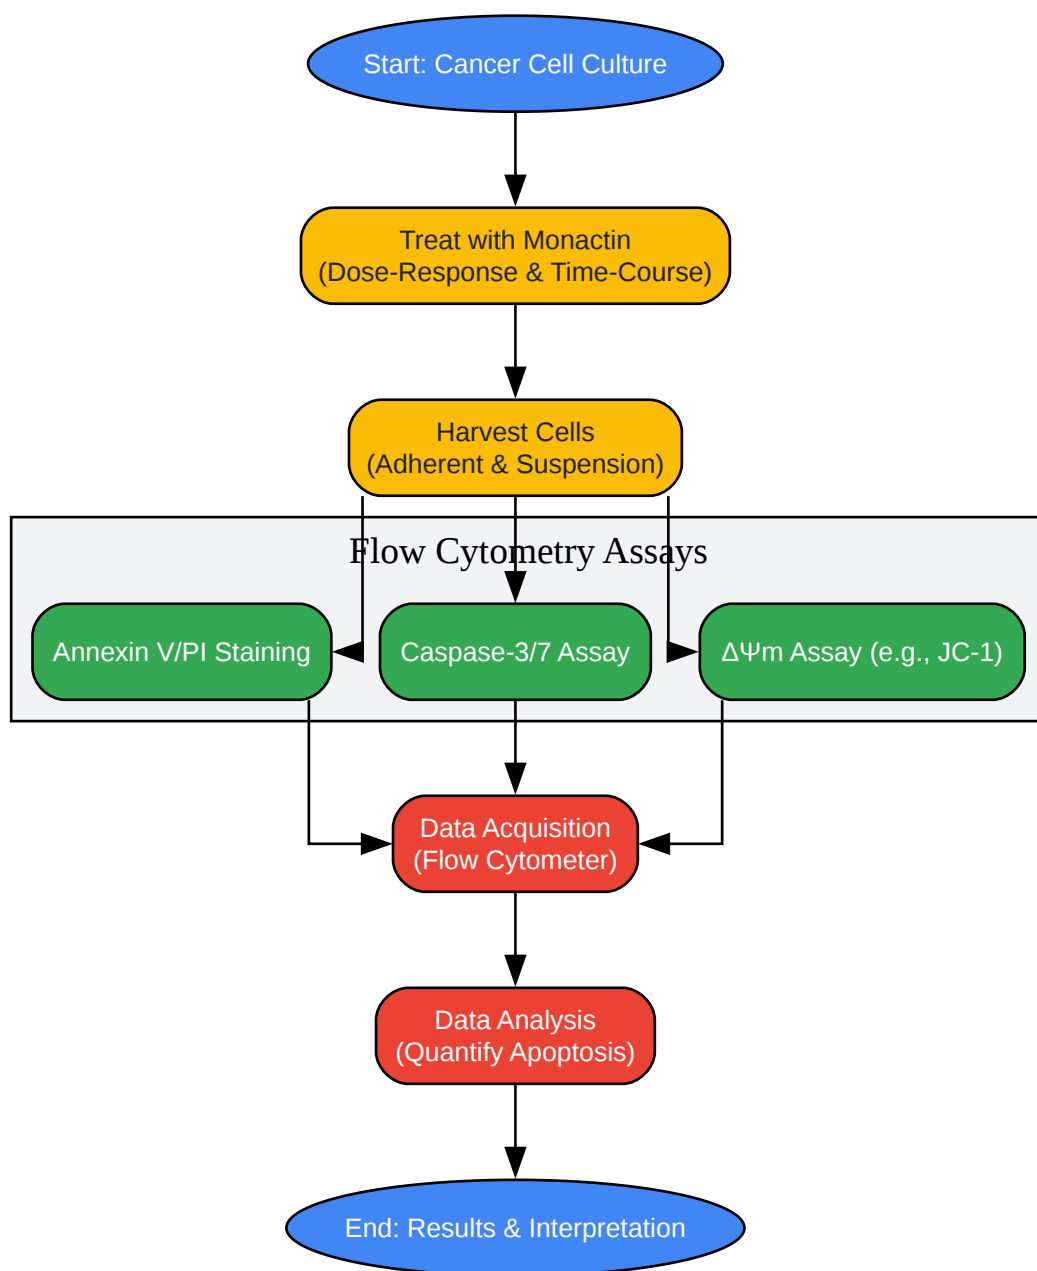 Start: Cancer Cell Culture
Treat with Monactin
(Dose-Response & Time-Course)
Harvest Cells
(Adherent & Suspension)
Flow Cytometry Assays
Annexin V/PI Staining
Caspase-3/7 Assay
ΔΨm Assay (e.g., JC-1)
Data Acquisition
(Flow Cytometer)
Data Analysis
(Quantify Apoptosis)
End: Results & Interpretation